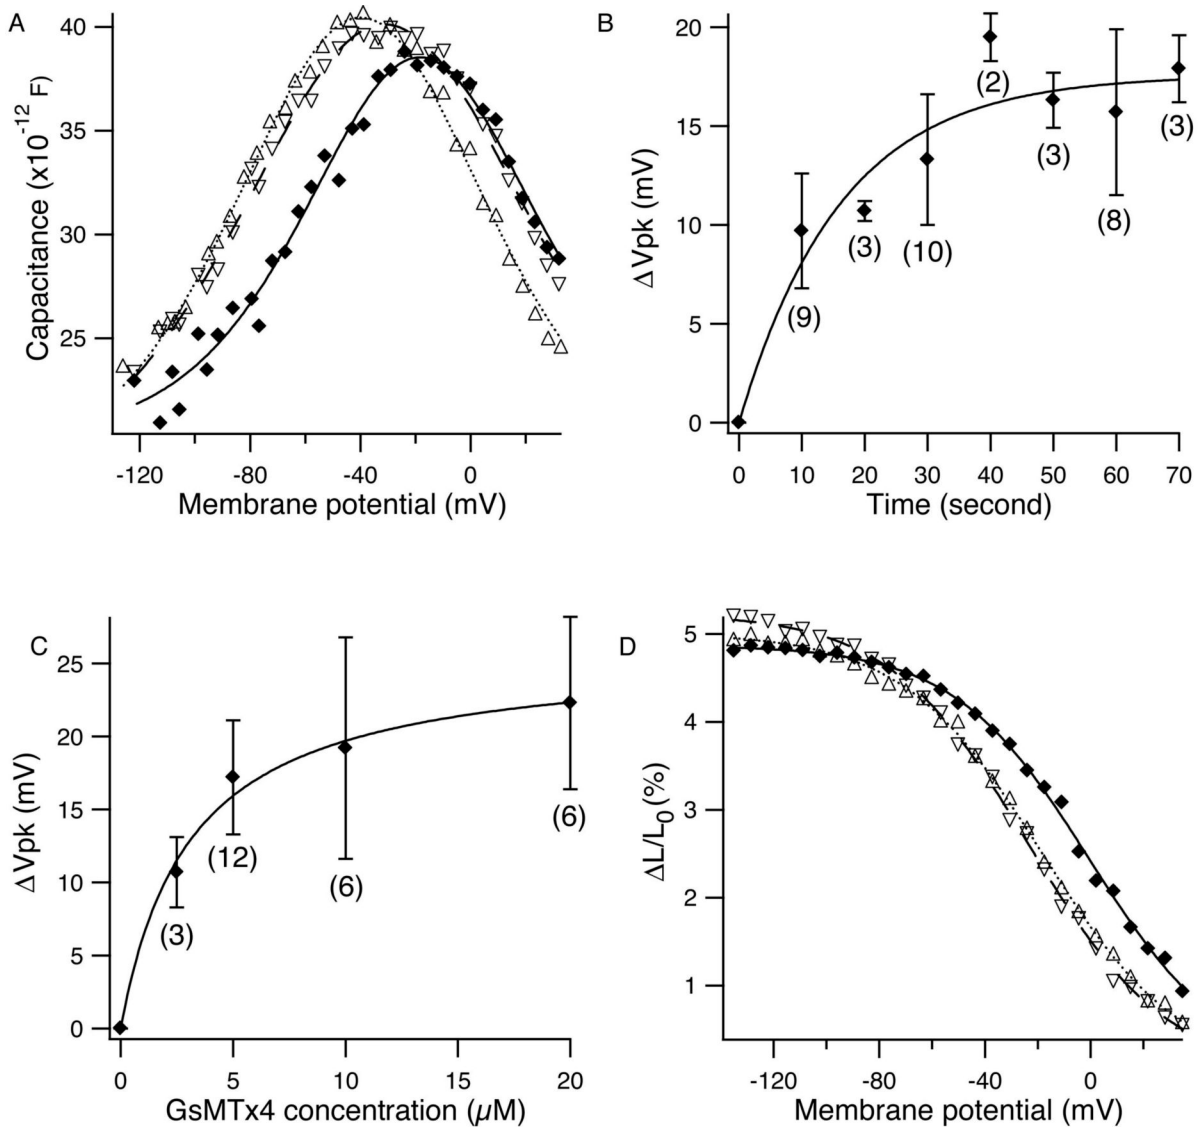 A
Capacitance (x10⁻¹² F)
40
35
30
25
-120 -80 -40 0
Membrane potential (mV)
B
ΔVpk (mV)
20
15
10
5
0
(9)
(3)
(10)
(2)
(3)
(8)
(3)
0 10 20 30 40 50 60 70
Time (second)
C
ΔVpk (mV)
25
20
15
10
5
0
(3)
(12)
(6)
(6)
0 5 10 15 20
GsMTx4 concentration (µM)
D
ΔL/L₀(%)
5
4
3
2
1
-120 -80 -40 0
Membrane potential (mV)